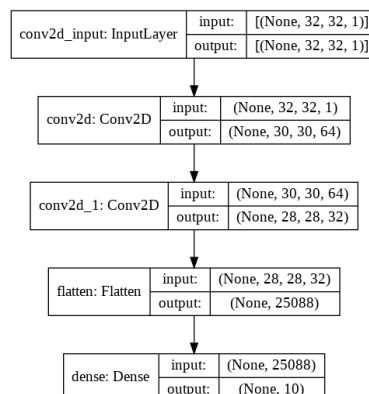 conv2d_input: InputLayer
input: [(None, 32, 32, 1)]
output: [(None, 32, 32, 1)]
conv2d: Conv2D
input: (None, 32, 32, 1)
output: (None, 30, 30, 64)
conv2d_1: Conv2D
input: (None, 30, 30, 64)
output: (None, 28, 28, 32)
flatten: Flatten
input: (None, 28, 28, 32)
output: (None, 25088)
dense: Dense
input: (None, 25088)
output: (None, 10)